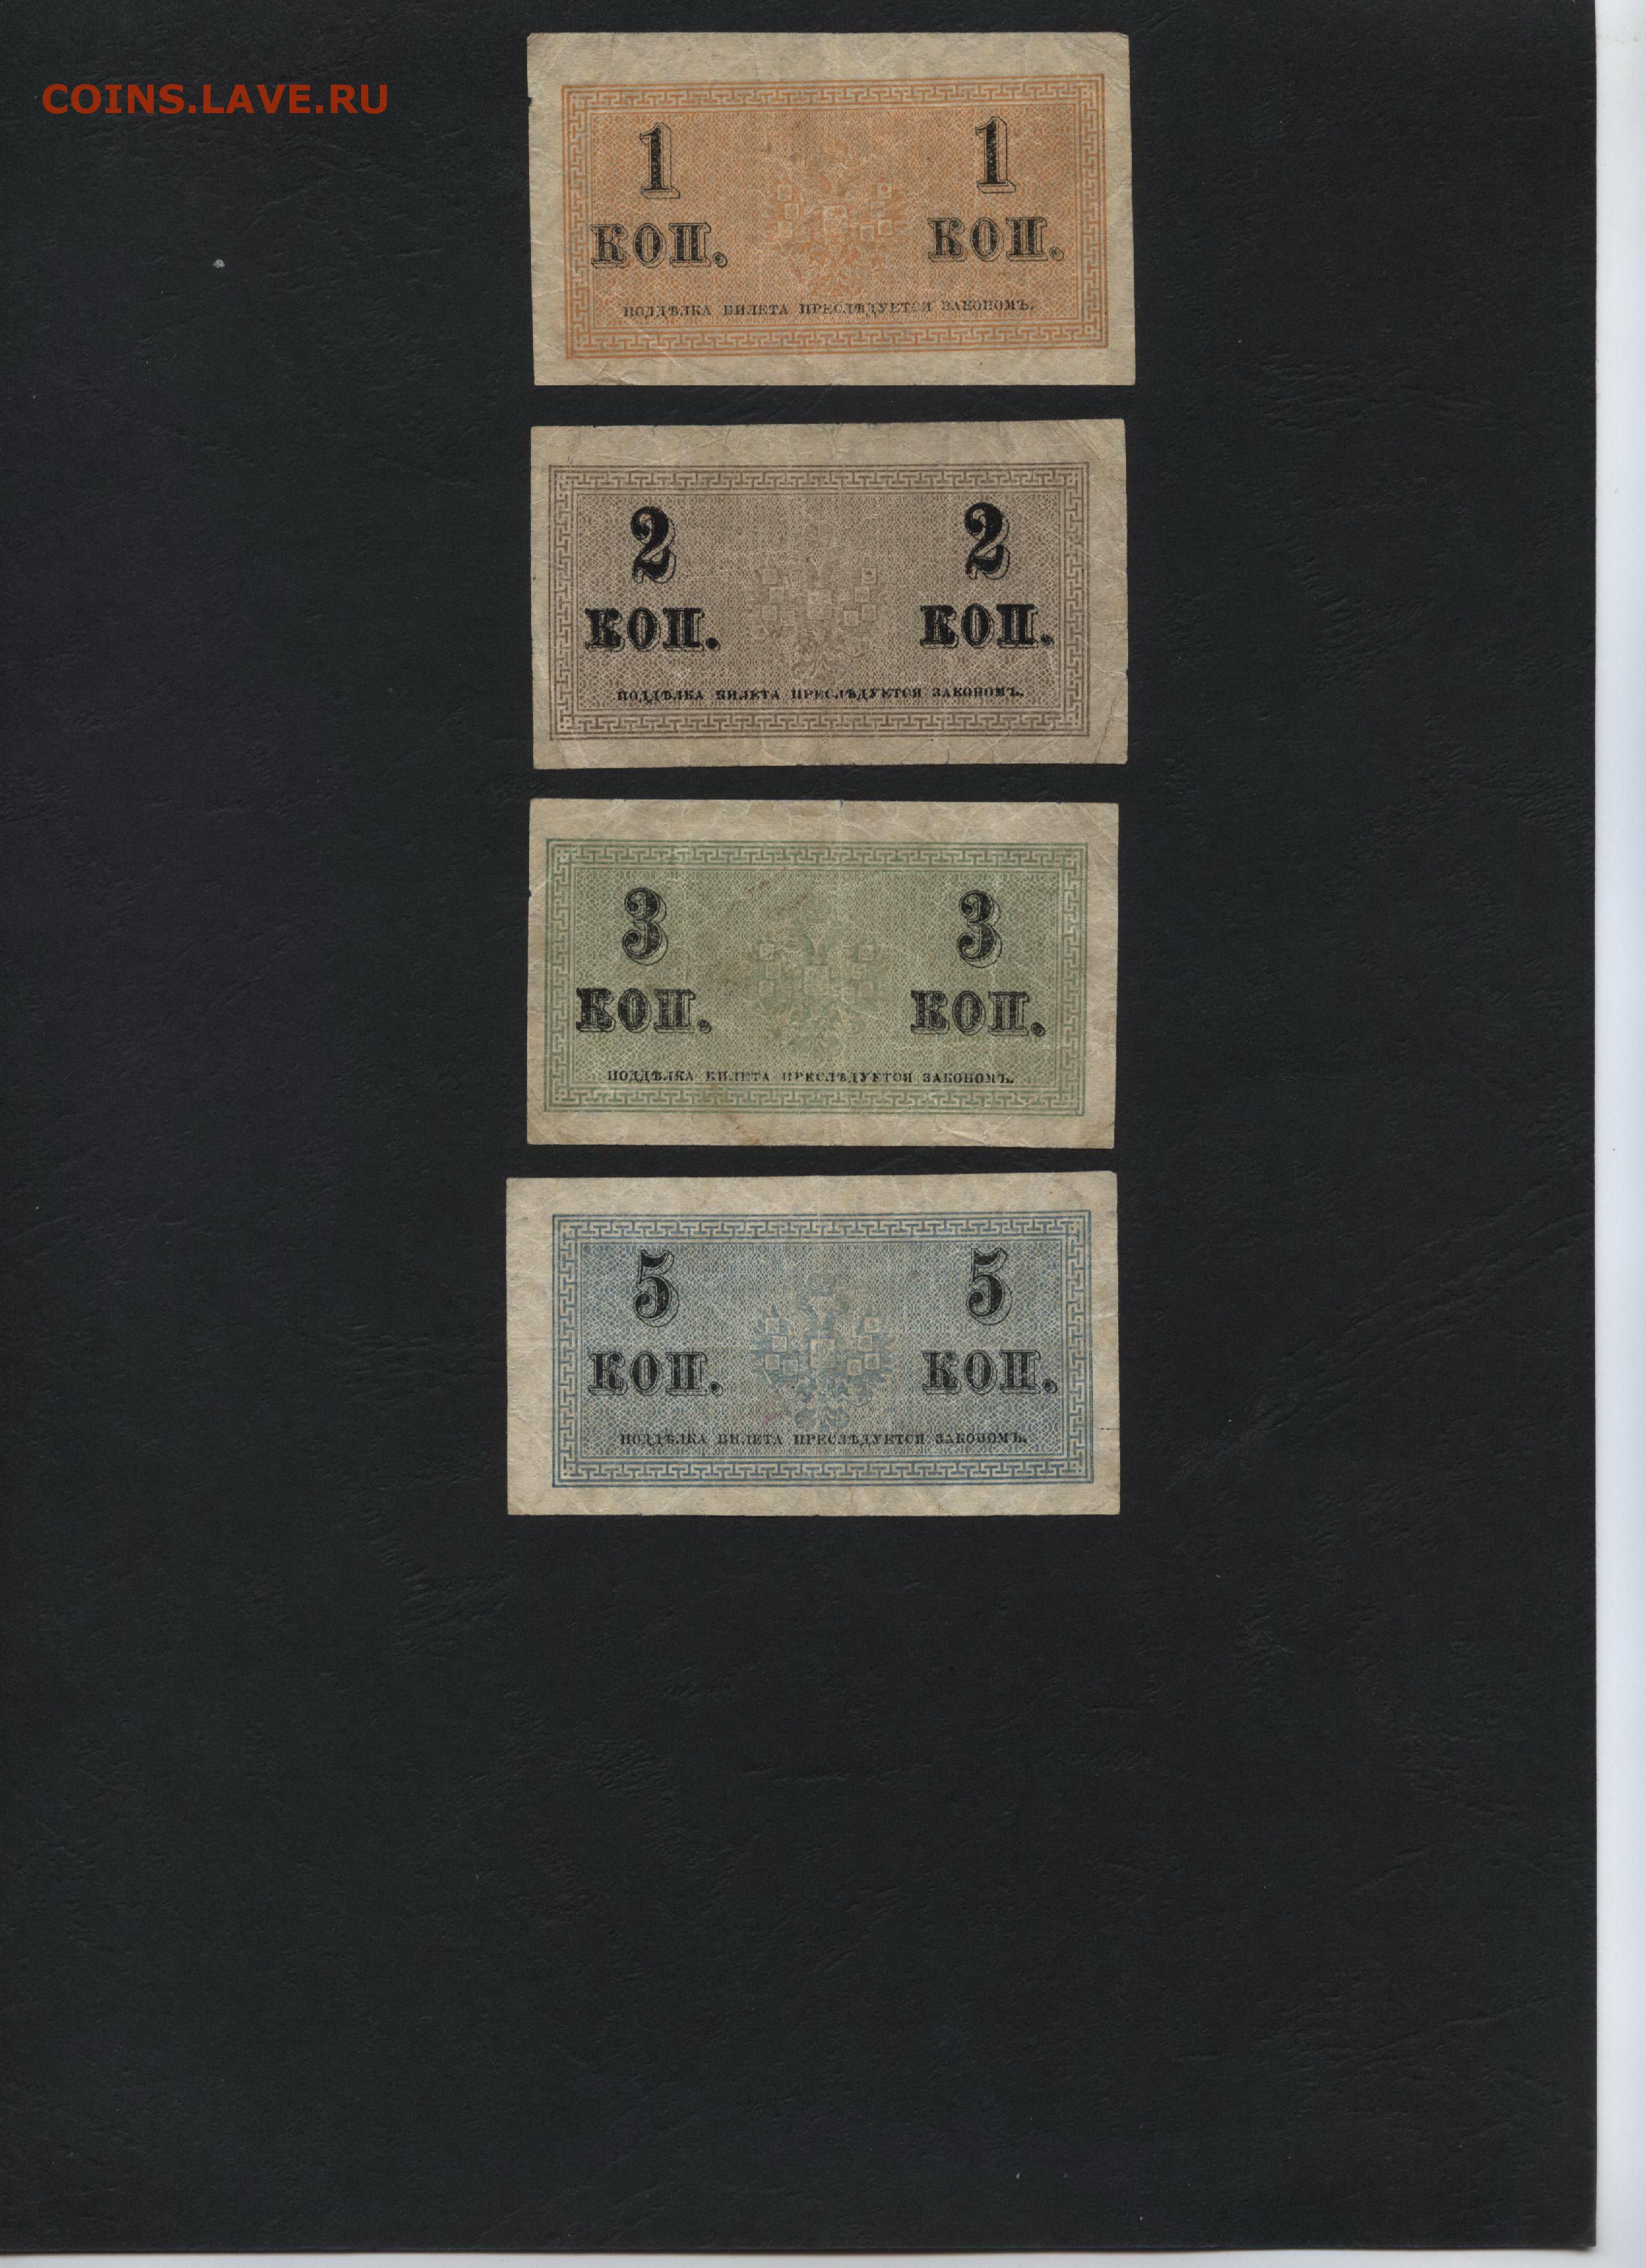 COINS.LAVE.RU
1 1
КОП. КОП.
ПОДДѢЛКА БИЛЕТА ПРЕСЛѢДУЕТСЯ ЗАКОНОМЪ.
2 2
КОП. КОП.
ПОДДѢЛКА БИЛЕТА ПРЕСЛѢДУЕТСЯ ЗАКОНОМЪ.
3 3
КОП. КОП.
ПОДДѢЛКА БИЛЕТА ПРЕСЛѢДУЕТСЯ ЗАКОНОМЪ.
5 5
КОП. КОП.
ПОДДѢЛКА БИЛЕТА ПРЕСЛѢДУЕТСЯ ЗАКОНОМЪ.